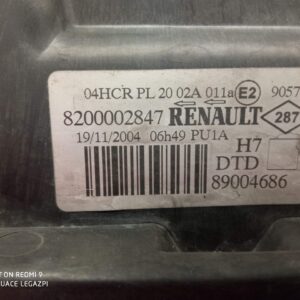 04HCR PL 20 02A 011a E2 9057
8200002847 RENAULT 287
19/11/2004 06h49 PU1A
H7
DTD
89004686
ON REDMI 9
UACE LEGAZPI